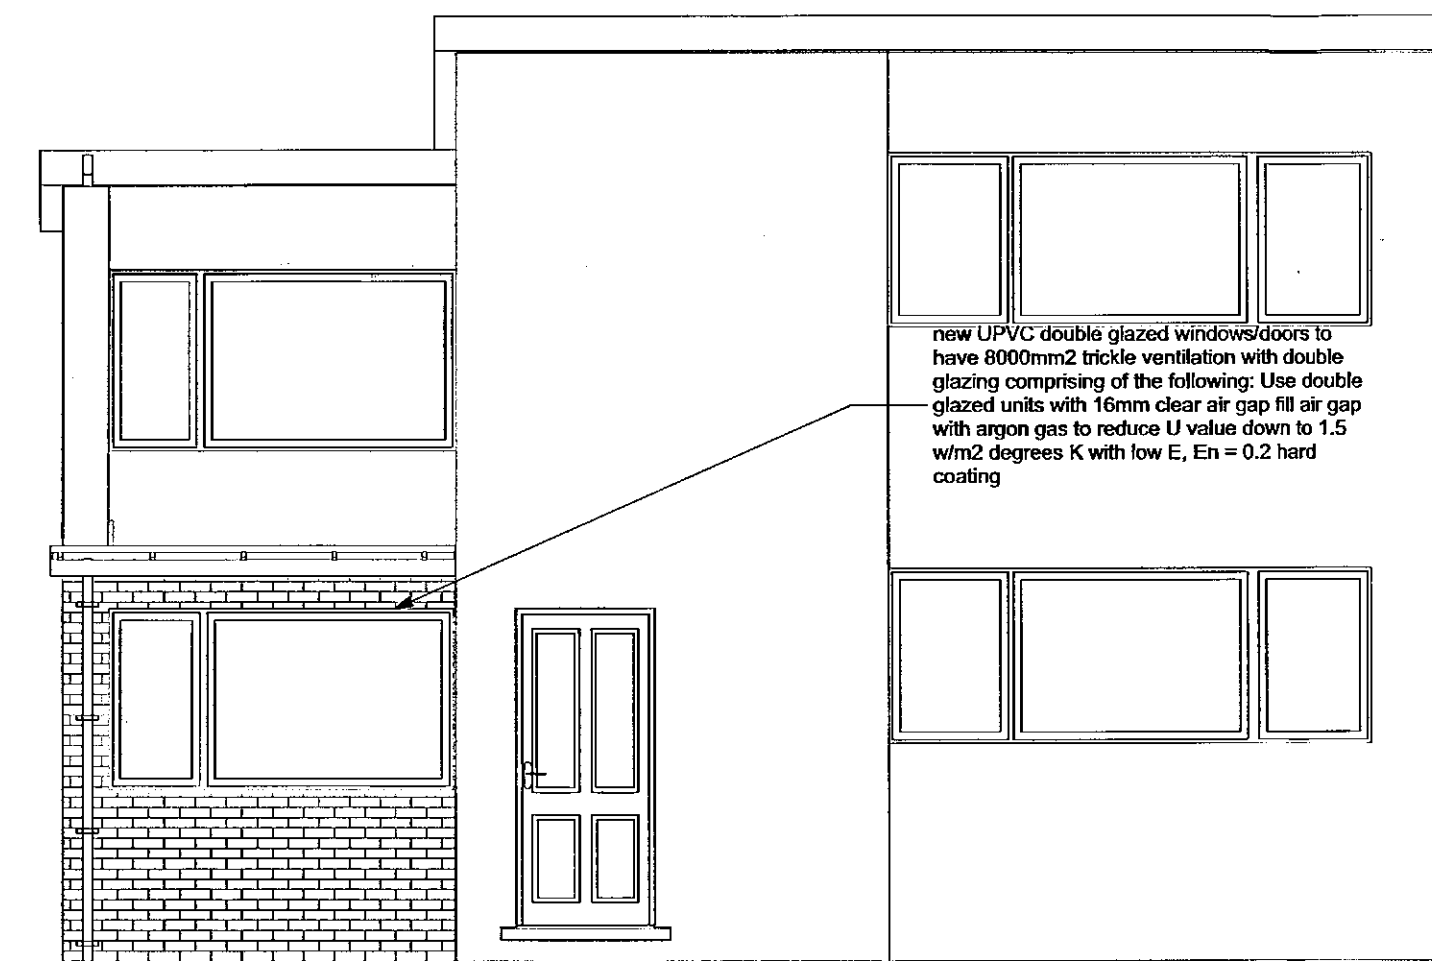 new UPVC double glazed windows/doors to
have 8000mm2 trickle ventilation with double
glazing comprising of the following: Use double
glazed units with 16mm clear air gap fill air gap
with argon gas to reduce U value down to 1.5
w/m2 degrees K with low E, En = 0.2 hard
coating